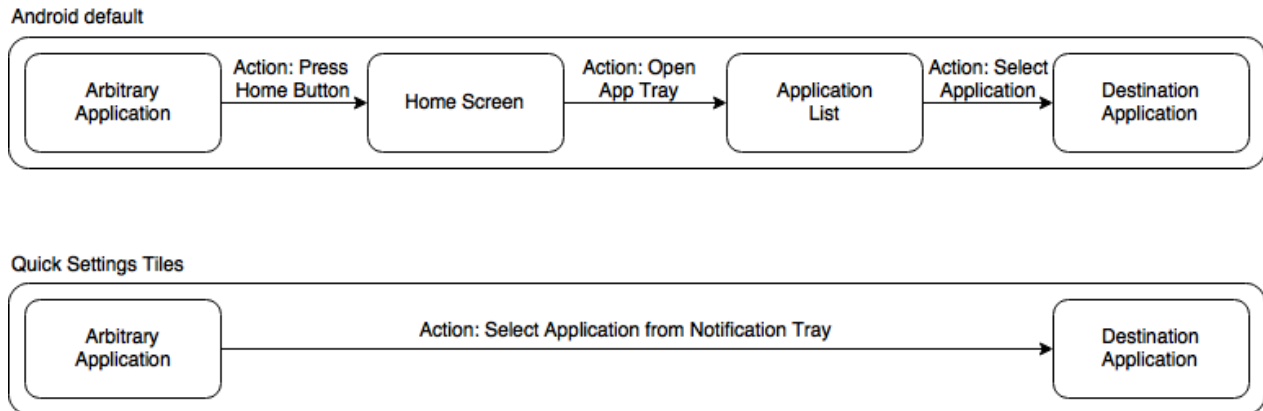 Android default
Arbitrary
Application
Action: Press
Home Button
Home Screen
Action: Open
App Tray
Application
List
Action: Select
Application
Destination
Application
Quick Settings Tiles
Arbitrary
Application
Action: Select Application from Notification Tray
Destination
Application